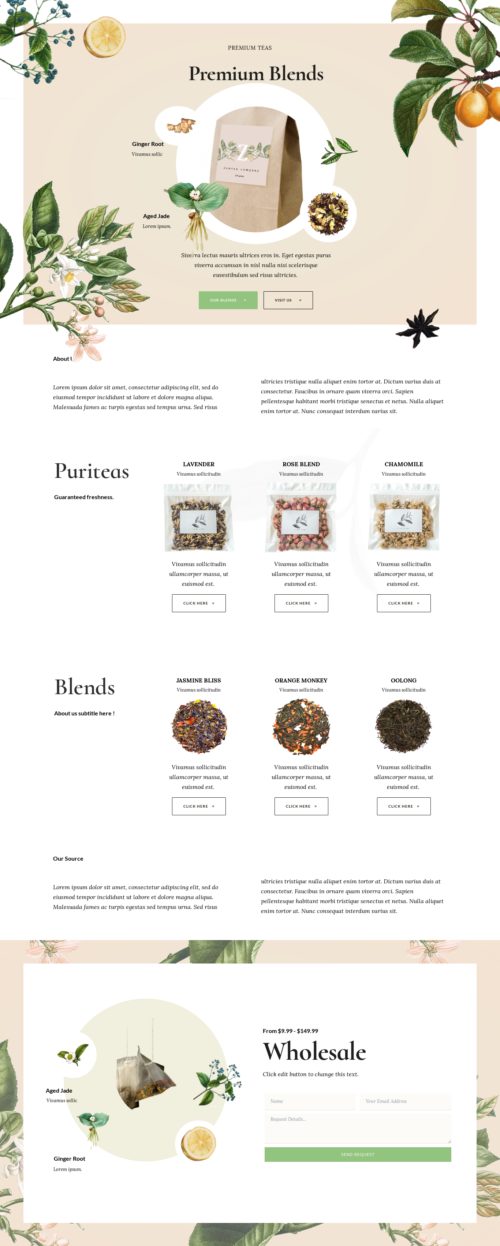 PREMIUM TEAS
Premium Blends
Ginger Root
Vivamus sollic
Aged Jade
Lorem ipsum.
lectus mauris ultrices eros in. Eget egestas purus
viverra accumsan in nisl nulla nisl scelerisque
euvestibulum sed risus ultricies.
OUR BLENDS >
VISIT US >
About
Lorem ipsum dolor sit amet, consectetur adipiscing elit, sed do
eiusmod tempor incididunt ut labore et dolore magna aliqua.
Malesuada fames ac turpis egestas sed tempus urna. Sed risus
ultricies tristique nulla aliquet enim tortor at. Dictum varius duis at
consectetur. Faucibus in ornare quam viverra orci. Sapien
pellentesque habitant morbi tristique senectus et netus. Nullam ac
enim tortor at. Nunc consequat interdum varius sit.
Puriteas
Guaranteed freshness.
LAVENDER
Vivamus sollicitudin
Vivamus sollicitudin
ullamcorper massa, ut
euismod est.
CLICK HERE >
ROSE BLEND
Vivamus sollicitudin
Vivamus sollicitudin
ullamcorper massa, ut
euismod est.
CLICK HERE >
CHAMOMILE
Vivamus sollicitudin
Vivamus sollicitudin
ullamcorper massa, ut
euismod est.
CLICK HERE >
Blends
About us subtitle here !
JASMINE BLISS
Vivamus sollicitudin
Vivamus sollicitudin
ullamcorper massa, ut
euismod est.
CLICK HERE >
ORANGE MONKEY
Vivamus sollicitudin
Vivamus sollicitudin
ullamcorper massa, ut
euismod est.
CLICK HERE >
OOLONG
Vivamus sollicitudin
Vivamus sollicitudin
ullamcorper massa, ut
euismod est.
CLICK HERE >
Our Source
Lorem ipsum dolor sit amet, consectetur adipiscing elit, sed do
eiusmod tempor incididunt ut labore et dolore magna aliqua.
Malesuada fames ac turpis egestas sed tempus urna. Sed risus
ultricies tristique nulla aliquet enim tortor at. Dictum varius duis at
consectetur. Faucibus in ornare quam viverra orci. Sapien
pellentesque habitant morbi tristique senectus et netus. Nullam ac
enim tortor at. Nunc consequat interdum varius sit.
Aged Jade
Vivamus sollic
Ginger Root
Lorem ipsum.
From $9.99 - $149.99
Wholesale
Click edit button to change this text.
Name
Your Email Address
Request Details...
SEND REQUEST